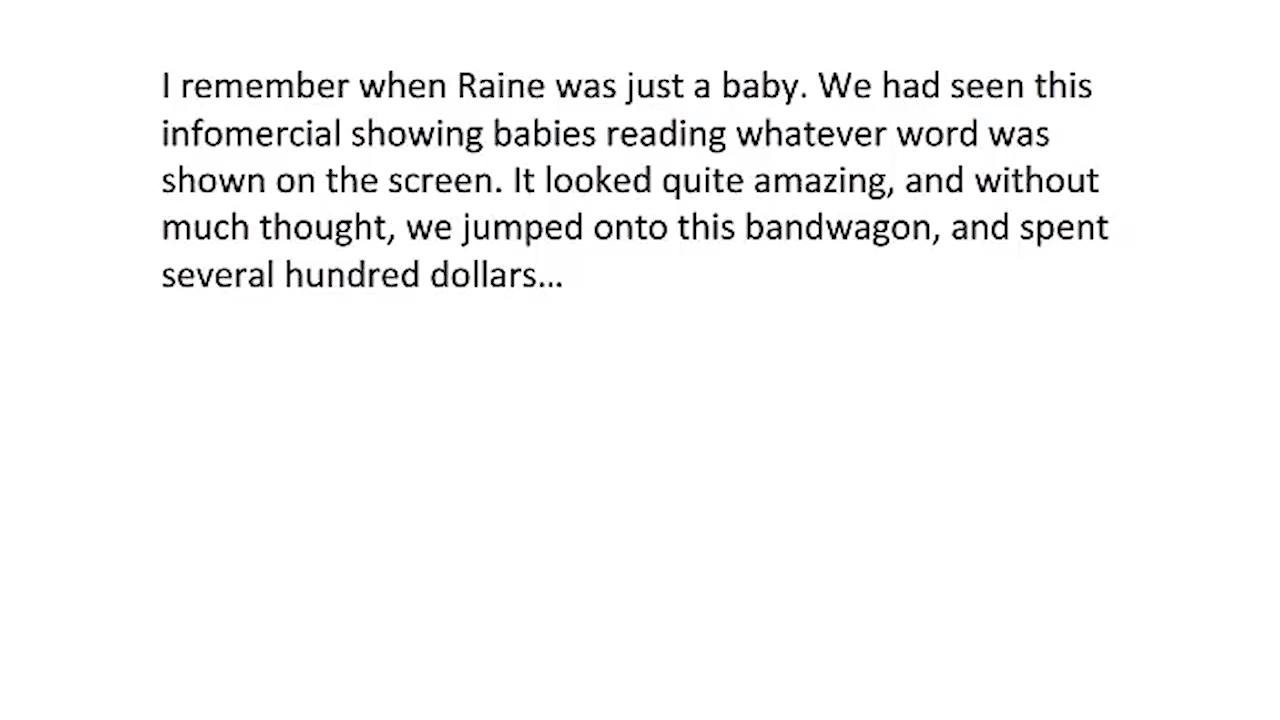 I remember when Raine was just a baby. We had seen this
infomercial showing babies reading whatever word was
shown on the screen. It looked quite amazing, and without
much thought, we jumped onto this bandwagon, and spent
several hundred dollars…